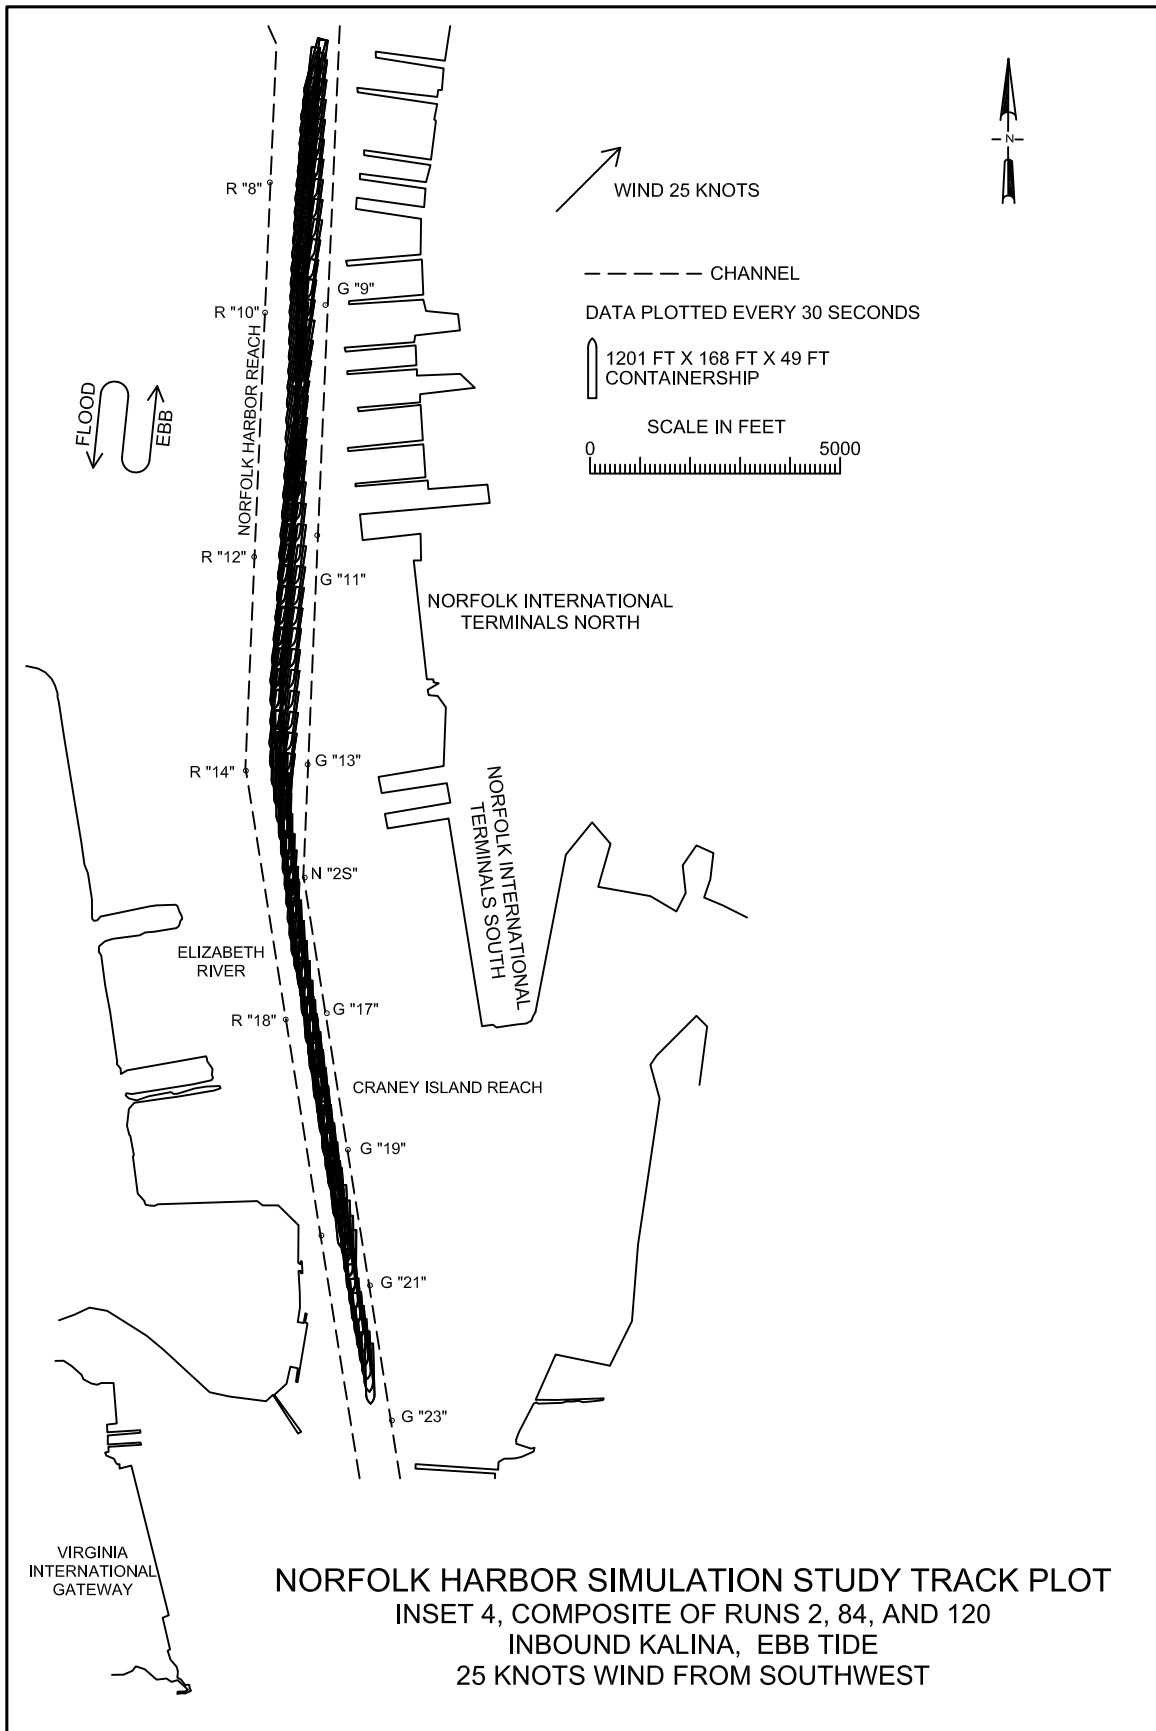 N
R "8"
WIND 25 KNOTS
CHANNEL
G "9"
R "10"
DATA PLOTTED EVERY 30 SECONDS
NORFOLK HARBOR REACH
1201 FT X 168 FT X 49 FT
CONTAINERSHIP
FLOOD
EBB
SCALE IN FEET
0 5000
R "12"
G "11"
NORFOLK INTERNATIONAL
TERMINALS NORTH
R "14"
G "13"
NORFOLK INTERNATIONAL
TERMINALS SOUTH
N "2S"
ELIZABETH
RIVER
R "18"
G "17"
CRANEY ISLAND REACH
G "19"
G "21"
G "23"
VIRGINIA
INTERNATIONAL
GATEWAY
NORFOLK HARBOR SIMULATION STUDY TRACK PLOT
INSET 4, COMPOSITE OF RUNS 2, 84, AND 120
INBOUND KALINA, EBB TIDE
25 KNOTS WIND FROM SOUTHWEST